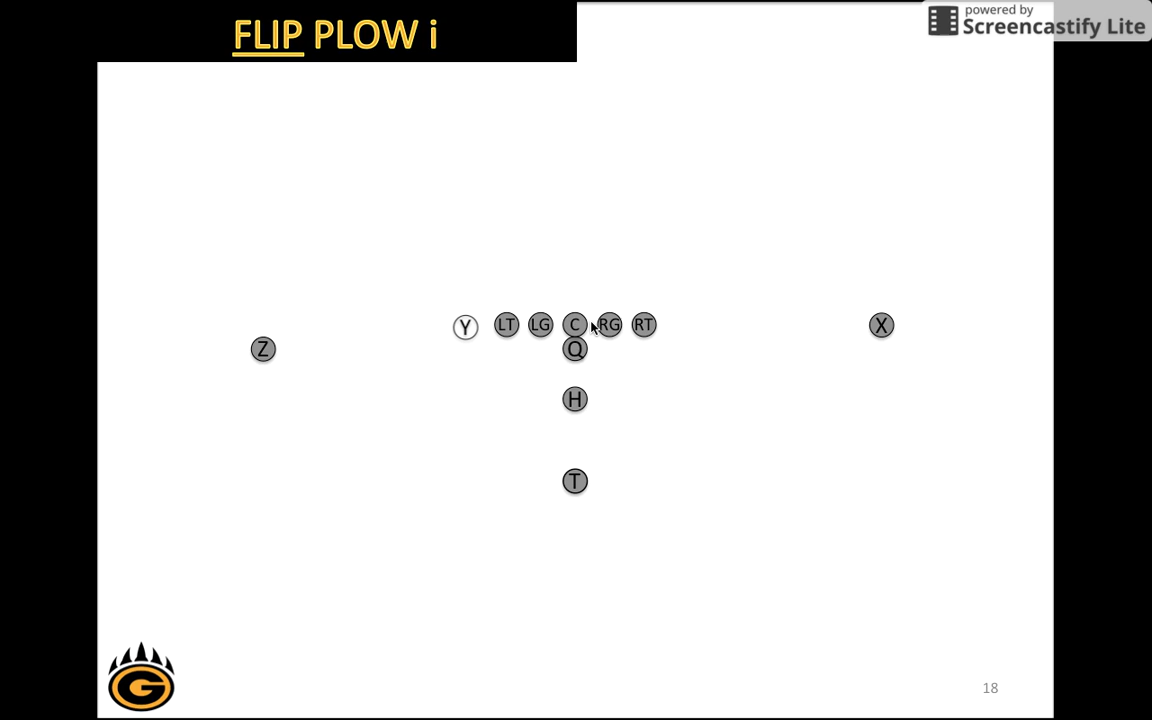 FLIP PLOW i
powered by
Screencastify Lite
Y LT LG C RG RT X
Z Q
H
T
G
18